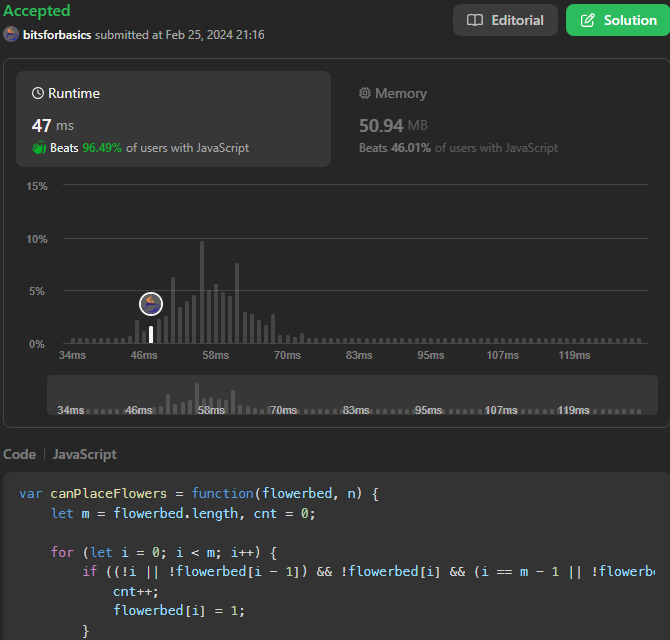 Accepted
Editorial
Solution
bitsforbasics submitted at Feb 25, 2024 21:16
Runtime
Memory
47 ms
50.94 MB
Beats 96.49% of users with JavaScript
Beats 46.01% of users with JavaScript
15%
10%
5%
0%
34ms 46ms 58ms 70ms 83ms 95ms 107ms 119ms
34ms 46ms 58ms 70ms 83ms 95ms 107ms 119ms
Code | JavaScript
var canPlaceFlowers = function(flowerbed, n) {
    let m = flowerbed.length, cnt = 0;
    for (let i = 0; i < m; i++) {
        if ((!i || !flowerbed[i - 1]) && !flowerbed[i] && (i == m - 1 || !flowerbe
            cnt++;
            flowerbed[i] = 1;
        }